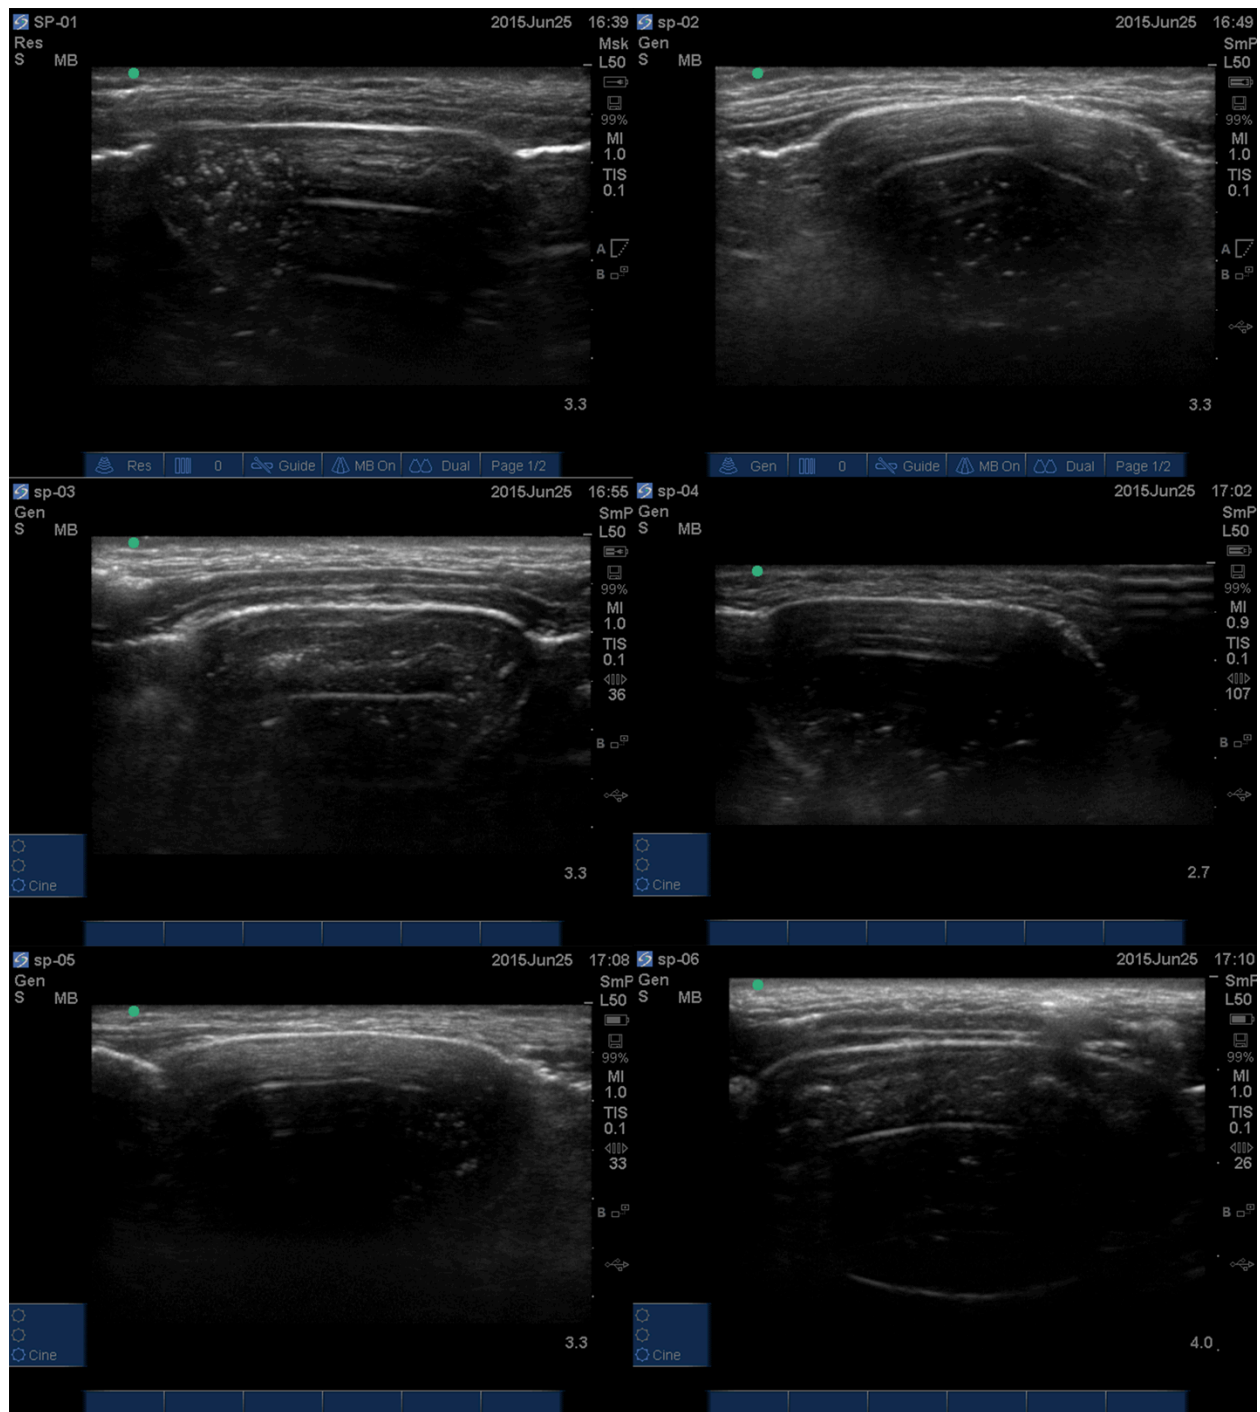 SP-01 2015Jun25 16:39
Res Msk
S MB L50
99%
MI
1.0
TIS
0.1
A
B
3.3
Res 0 Guide MB On Dual Page 1/2
sp-02 2015Jun25 16:49
Gen SmP
S MB L50
99%
MI
1.0
TIS
0.1
A
B
3.3
Gen 0 Guide MB On Dual Page 1/2
sp-03 2015Jun25 16:55
Gen SmP
S MB L50
99%
MI
1.0
TIS
0.1
36
B
Cine
3.3
sp-04 2015Jun25 17:02
Gen SmP
S MB L50
99%
MI
0.9
TIS
0.1
107
B
Cine
2.7
sp-05 2015Jun25 17:08
Gen SmP
S MB L50
99%
MI
1.0
TIS
0.1
33
B
Cine
3.3
sp-06 2015Jun25 17:10
Gen SmP
S MB L50
99%
MI
1.0
TIS
0.1
26
B
Cine
4.0